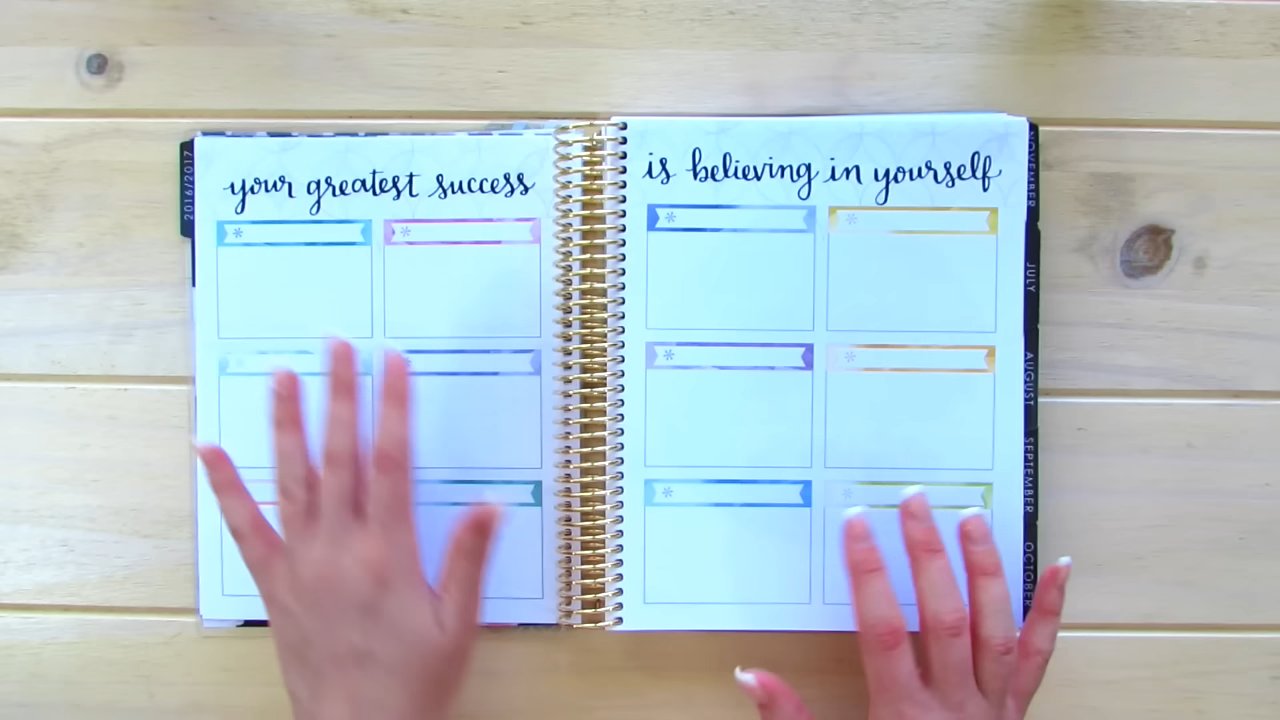 your greatest success
is believing in yourself
2016/2017
NOVEMBER
JULY
AUGUST
SEPTEMBER
OCTOBER